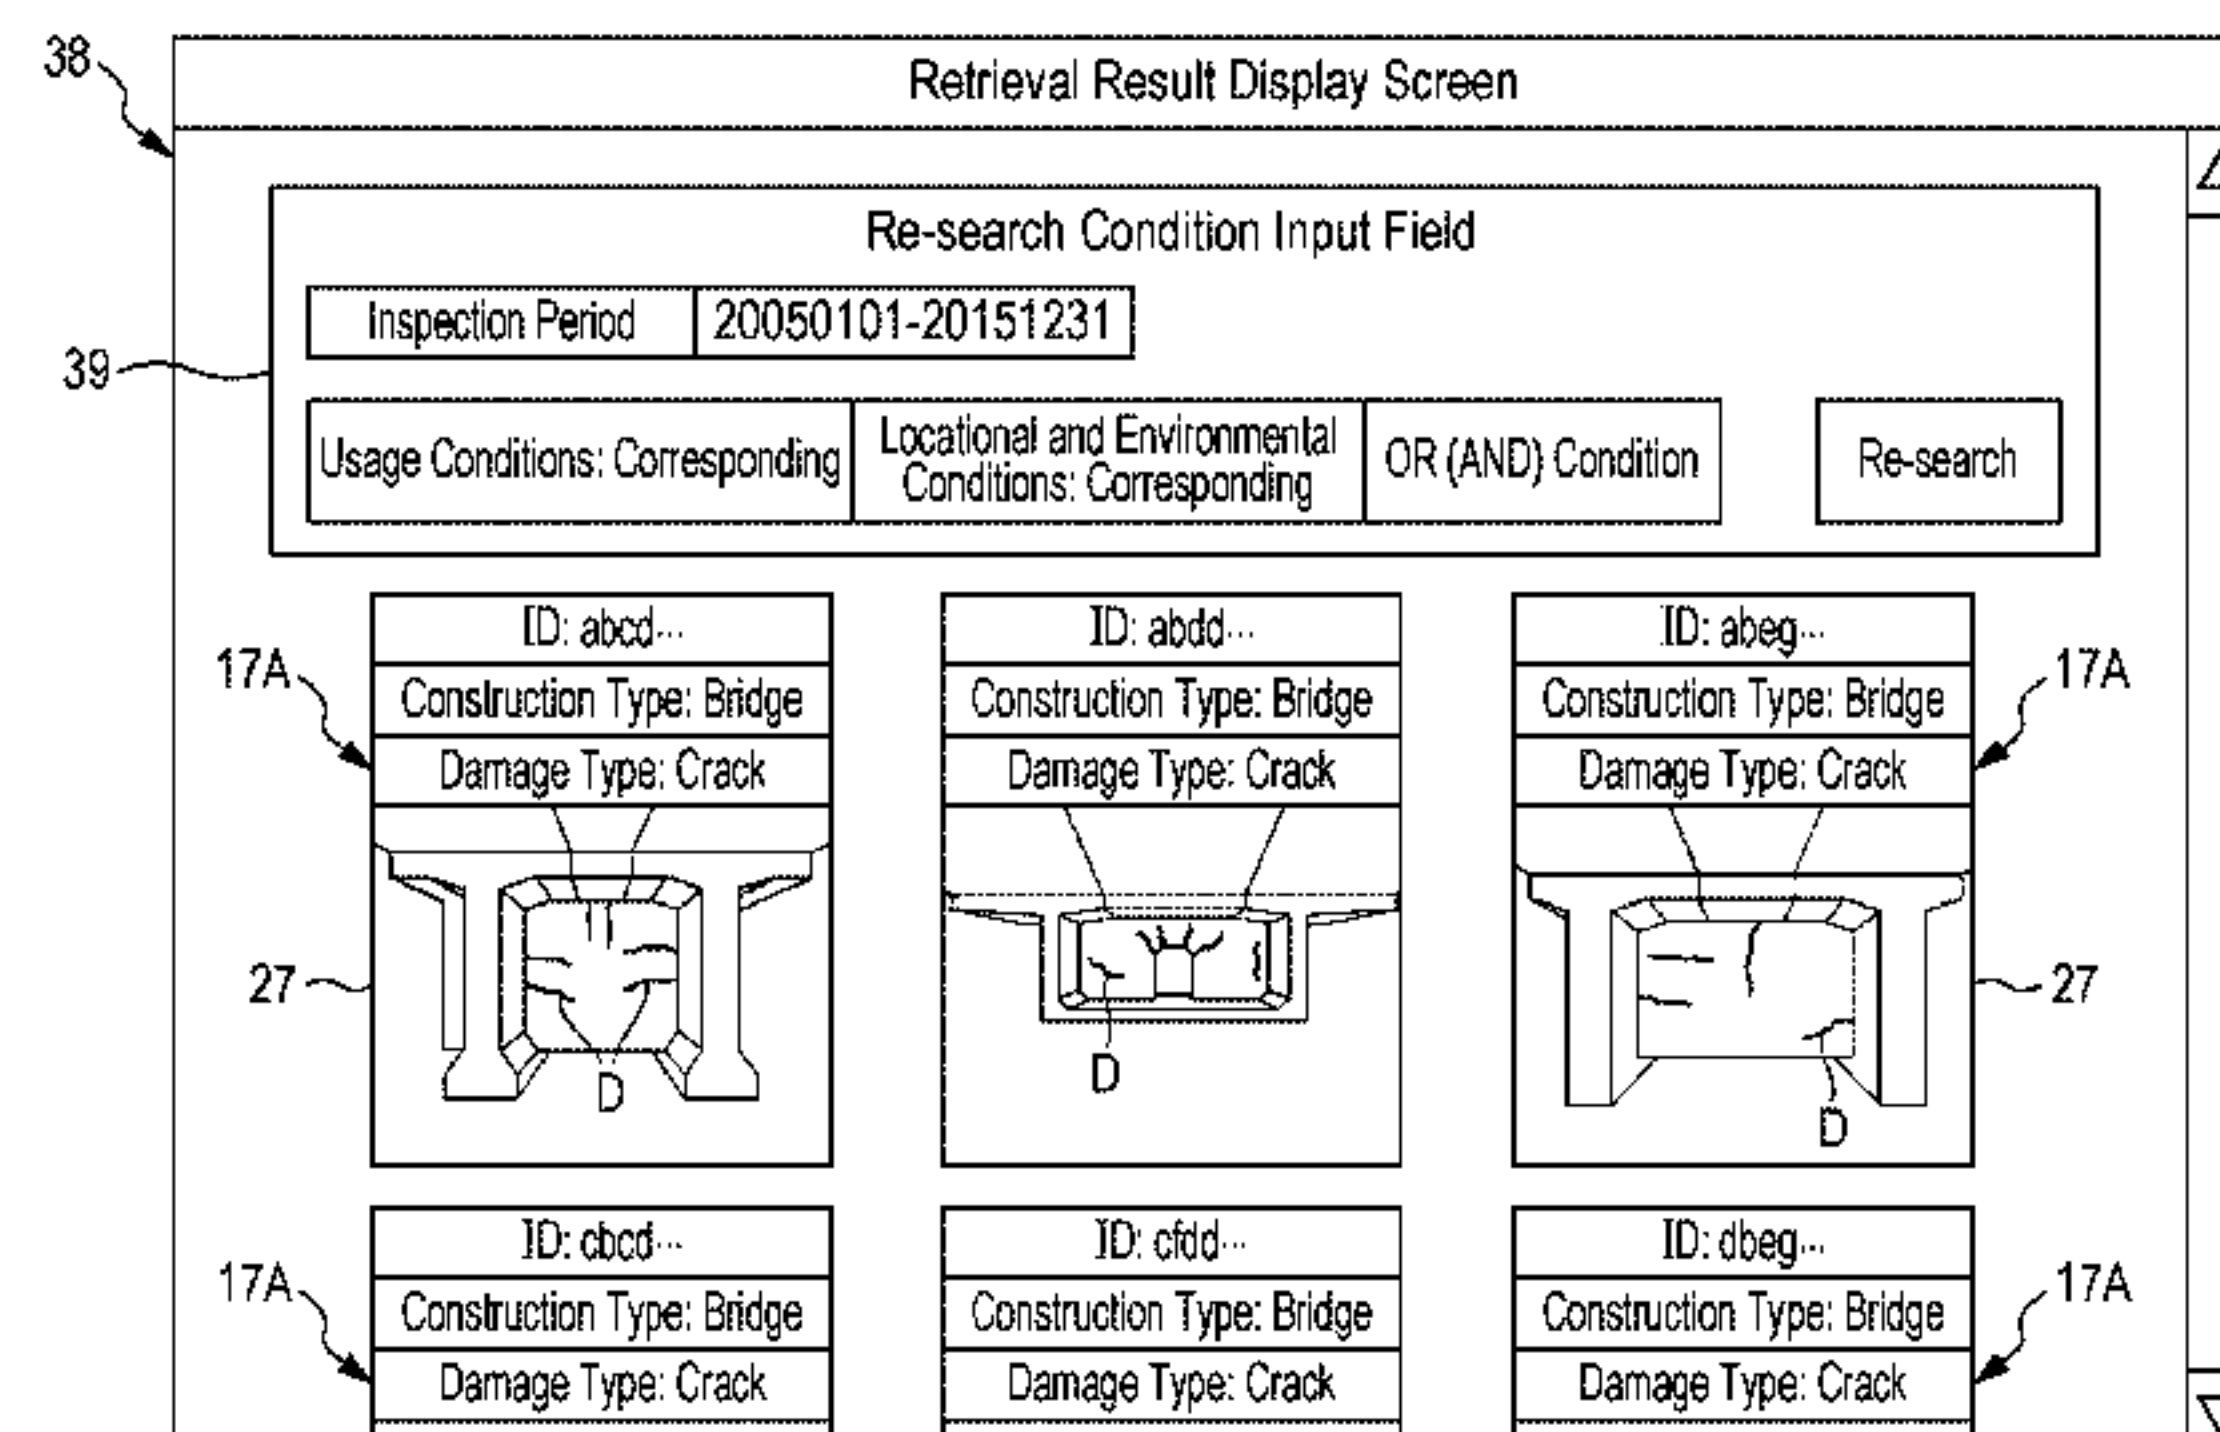 38
Retrieval Result Display Screen
Re-search Condition Input Field
Inspection Period 20050101-20151231
39
Usage Conditions: Corresponding
Locational and Environmental
Conditions: Corresponding
OR (AND) Condition
Re-search
ID: abcd···
ID: abdd···
ID: abeg···
17A
Construction Type: Bridge
Construction Type: Bridge
Construction Type: Bridge
17A
Damage Type: Crack
Damage Type: Crack
Damage Type: Crack
27
27
D
D
D
ID: cbcd···
ID: cfdd···
ID: dbeg···
17A
Construction Type: Bridge
Construction Type: Bridge
Construction Type: Bridge
17A
Damage Type: Crack
Damage Type: Crack
Damage Type: Crack